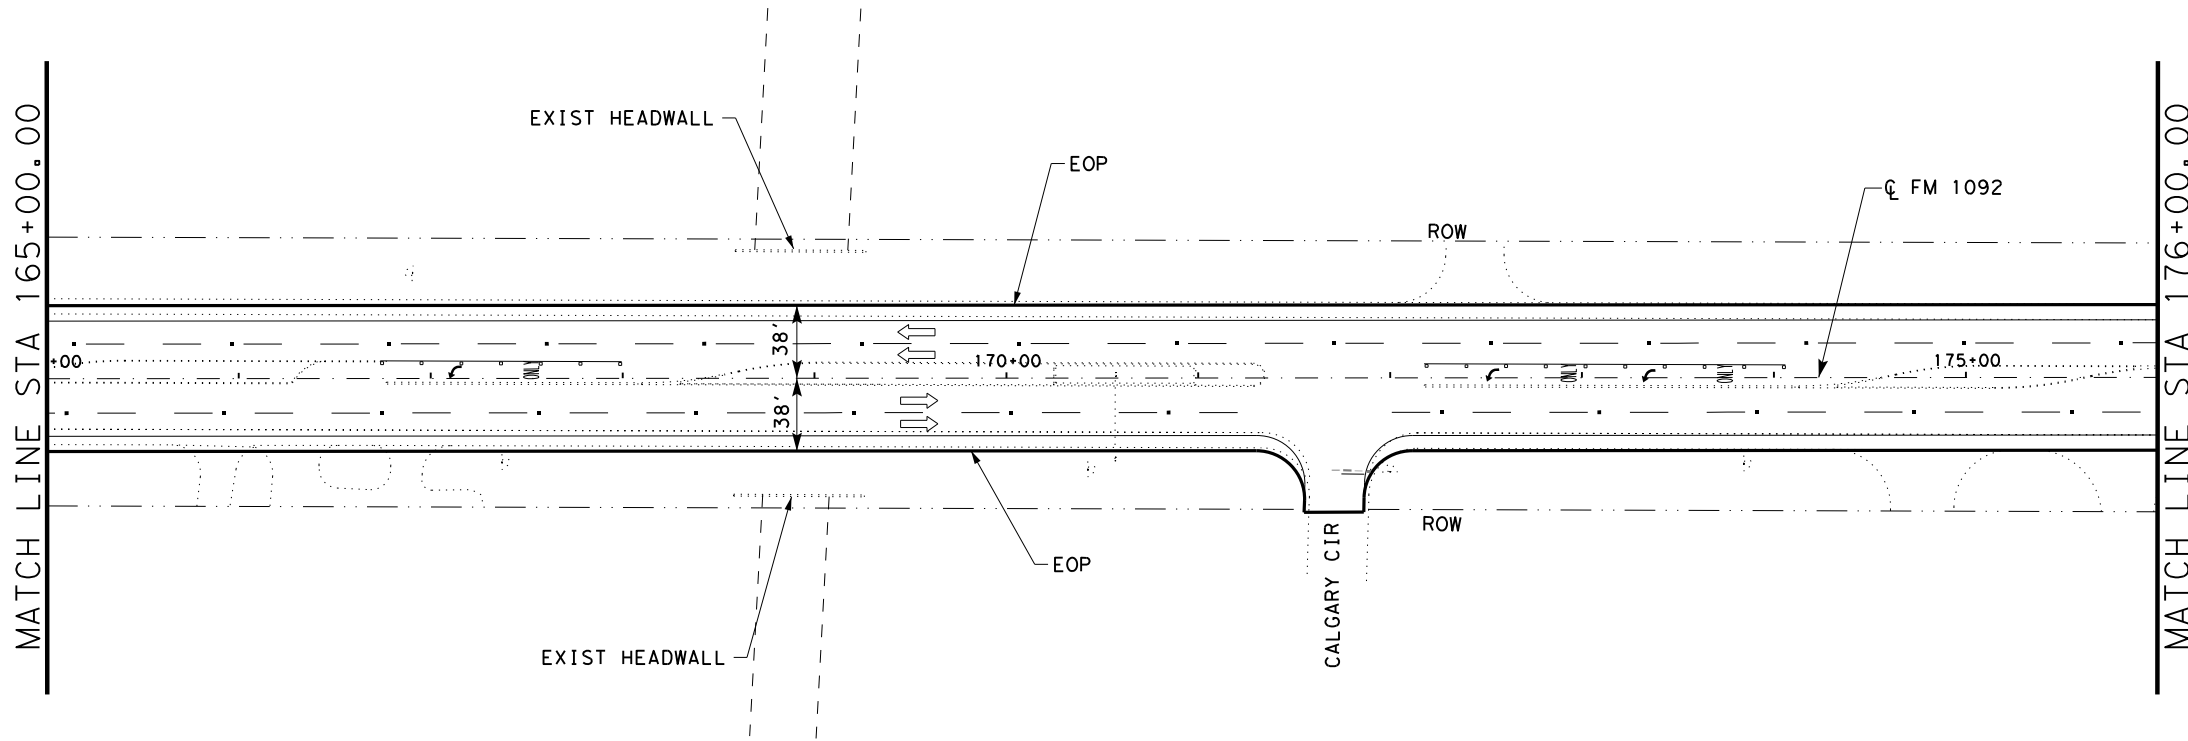 MATCH LINE STA 165+00.00
EXIST HEADWALL
EOP
℄ FM 1092
ROW
+00
38'
170+00
175+00
ONLY
ONLY
ONLY
38'
ROW
EOP
CALGARY CIR
EXIST HEADWALL
MATCH LINE STA 176+00.00